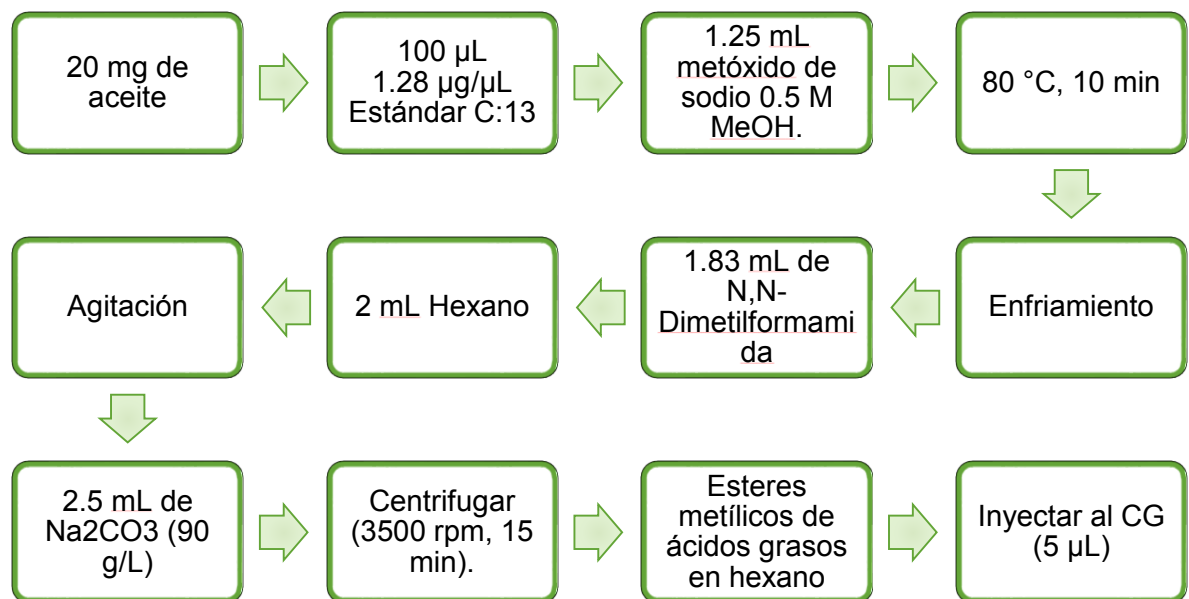 20 mg de
aceite
100 µL
1.28 µg/µL
Estándar C:13
1.25 mL
metóxido de
sodio 0.5 M
MeOH.
80 °C, 10 min
Enfriamiento
1.83 mL de
N,N-
Dimetilformami
da
2 mL Hexano
Agitación
2.5 mL de
Na2CO3 (90
g/L)
Centrifugar
(3500 rpm, 15
min).
Esteres
metílicos de
ácidos grasos
en hexano
Inyectar al CG
(5 µL)